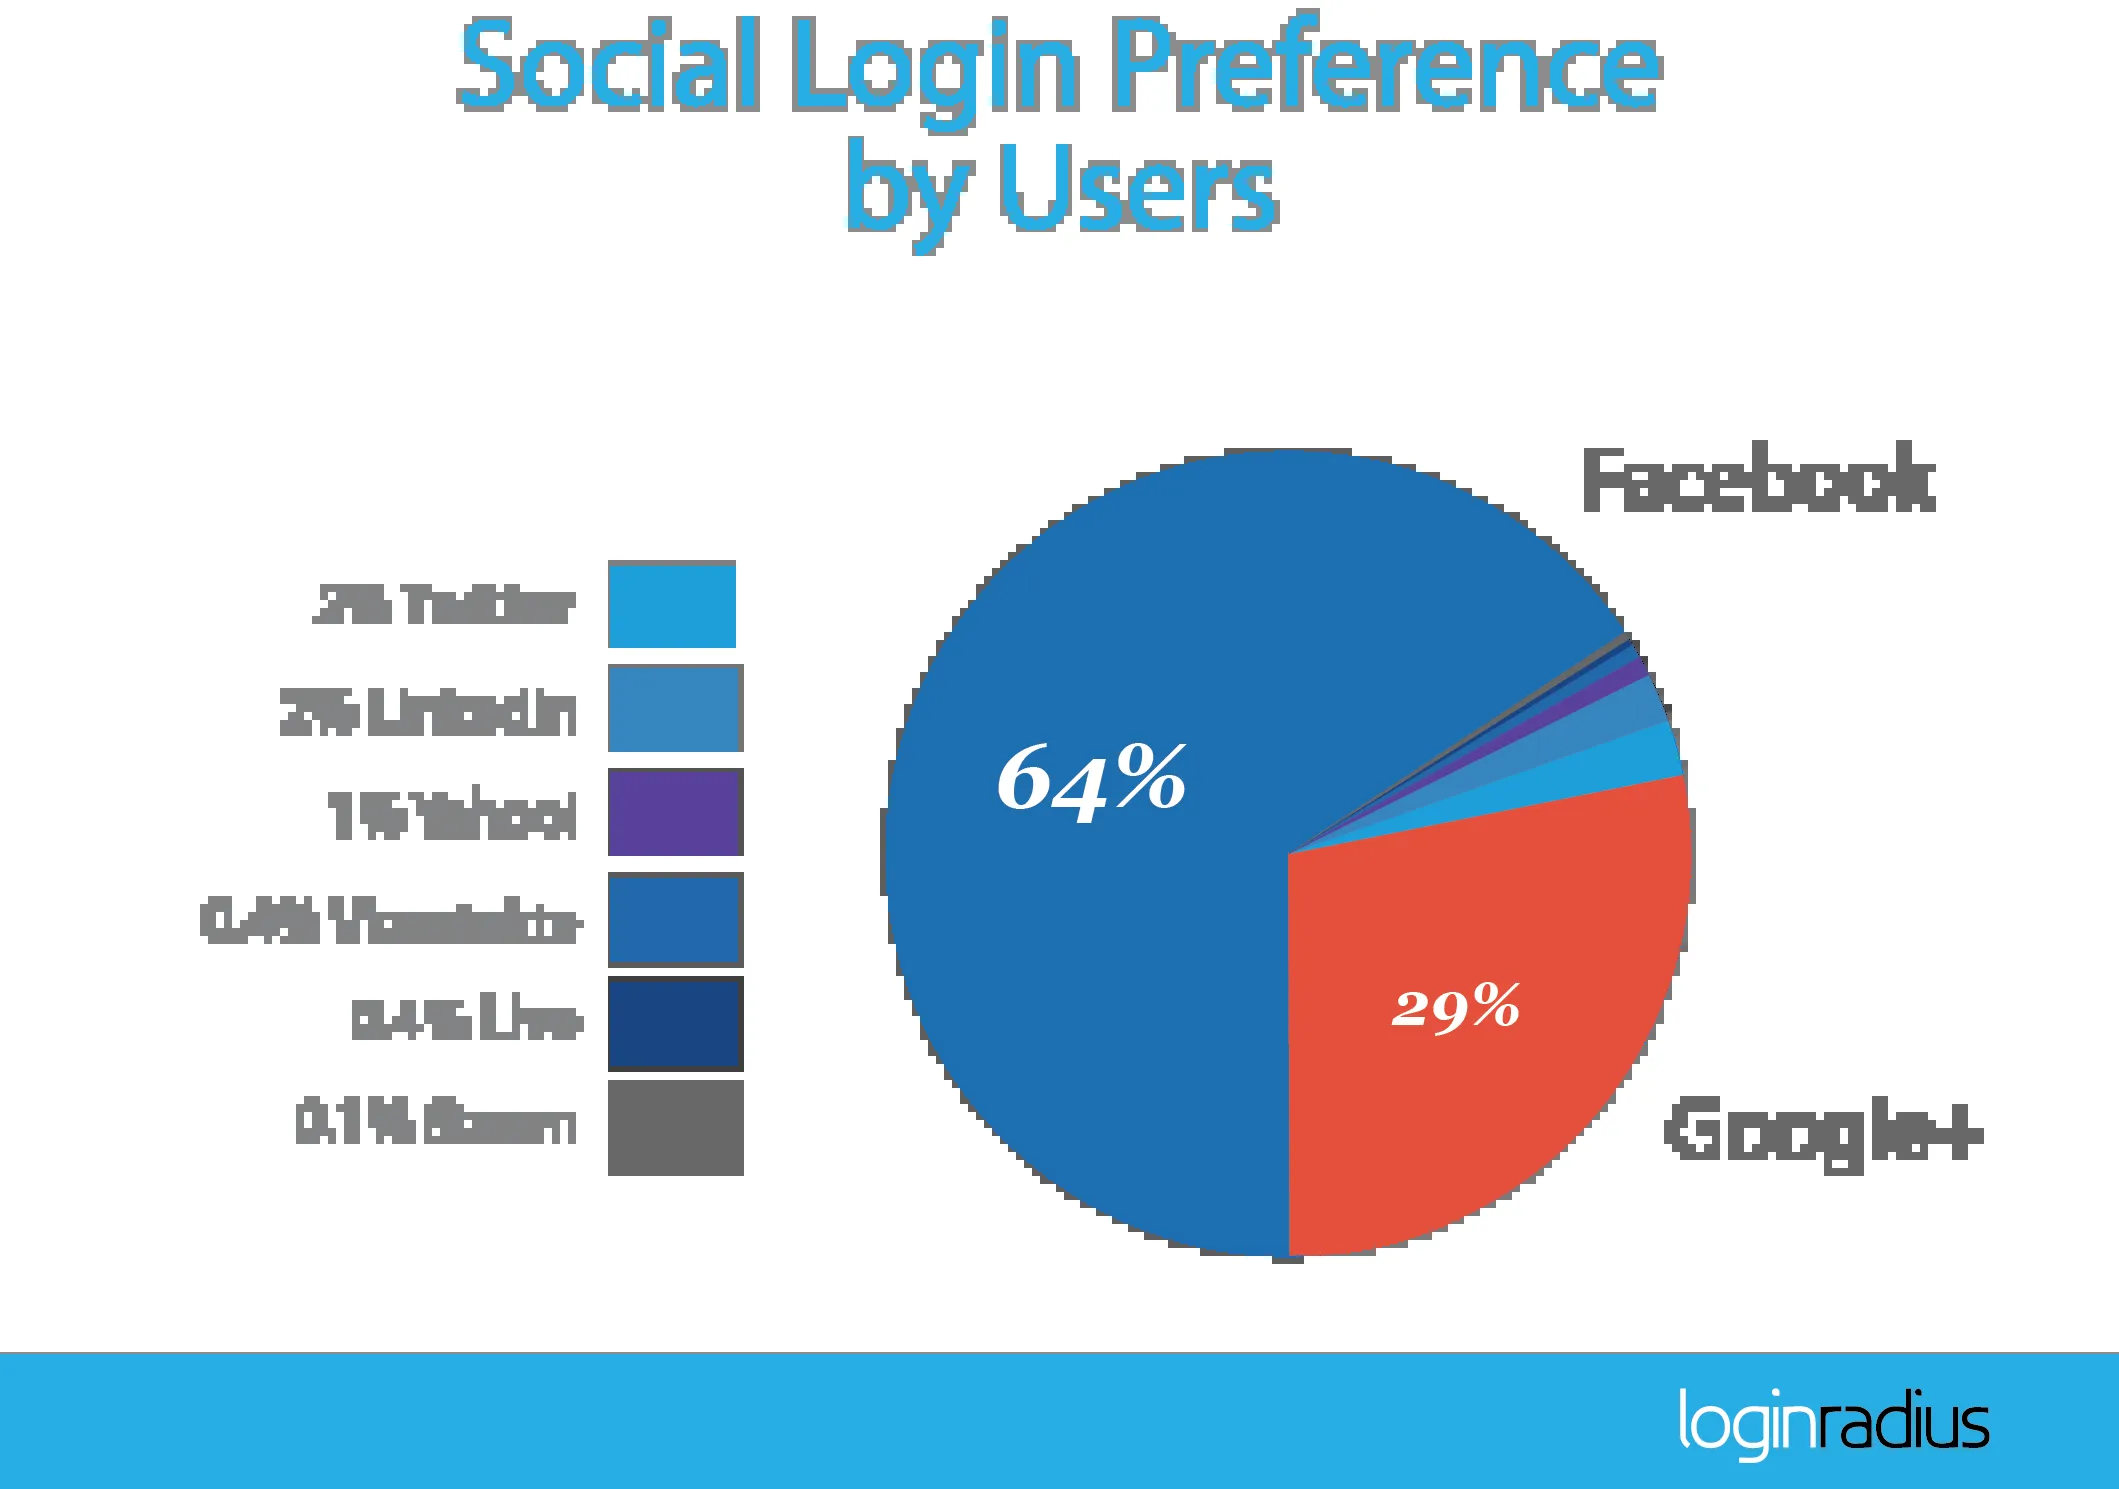 Social Login Preference
by Users
Facebook
2% Twitter
2% LinkedIn
1% Yahoo!
64%
0.4% Vkontakte
29%
0.4% Live
0.1%
Google+
loginradius